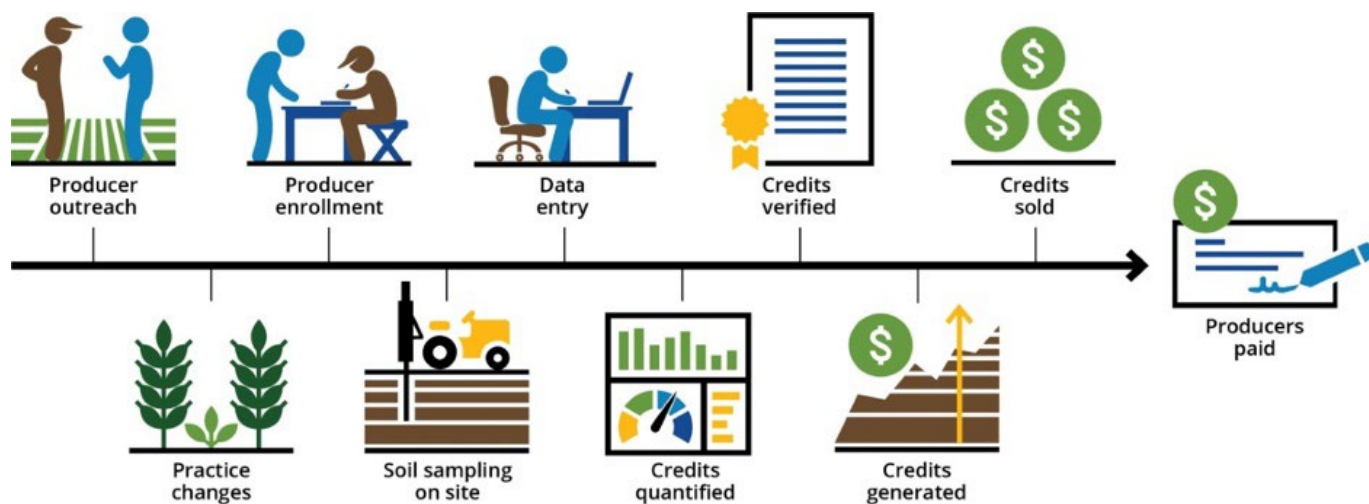 $
$ $
Producer
outreach
Producer
enrollment
Data
entry
Credits
verified
Credits
sold
$
$
Practice
changes
Soil sampling
on site
Credits
quantified
Credits
generated
Producers
paid